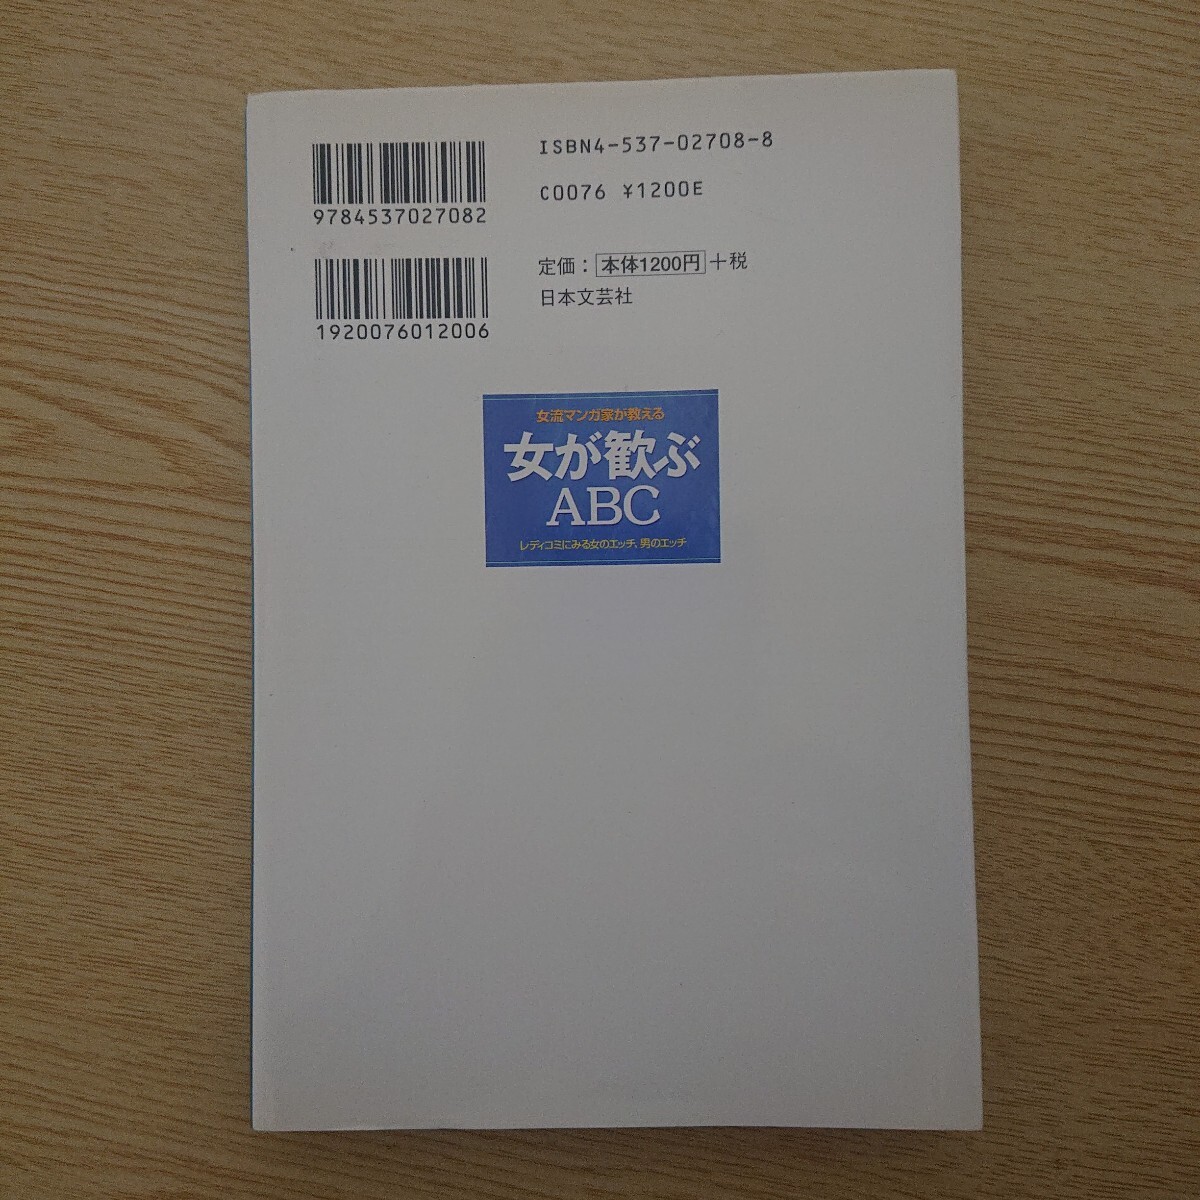 ISBN4-537-02708-8
C0076 ¥1200E
9784537027082
定価：本体1200円+税
日本文芸社
1920076012006
女流マンガ家が教える
女が歓ぶ
ABC
レディコミにみる女のエッチ、男のエッチ